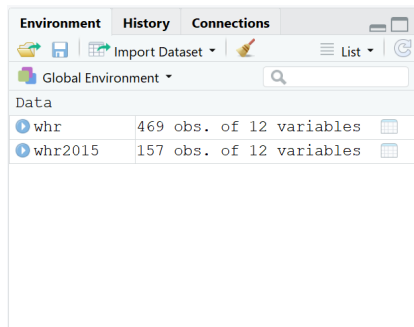 Environment History Connections
Import Dataset List
Global Environment
Data
whr 469 obs. of 12 variables
whr2015 157 obs. of 12 variables